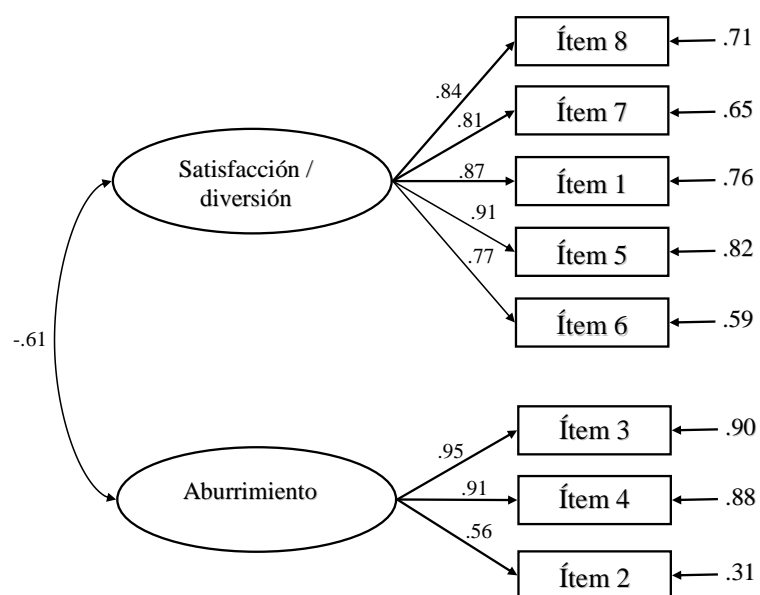 Ítem 8
.71
.84
Ítem 7
.65
.81
Satisfacción /
diversión
.87
Ítem 1
.76
.91
Ítem 5
.82
.77
Ítem 6
.59
-.61
Ítem 3
.90
.95
Aburrimiento
.91
Ítem 4
.88
.56
Ítem 2
.31